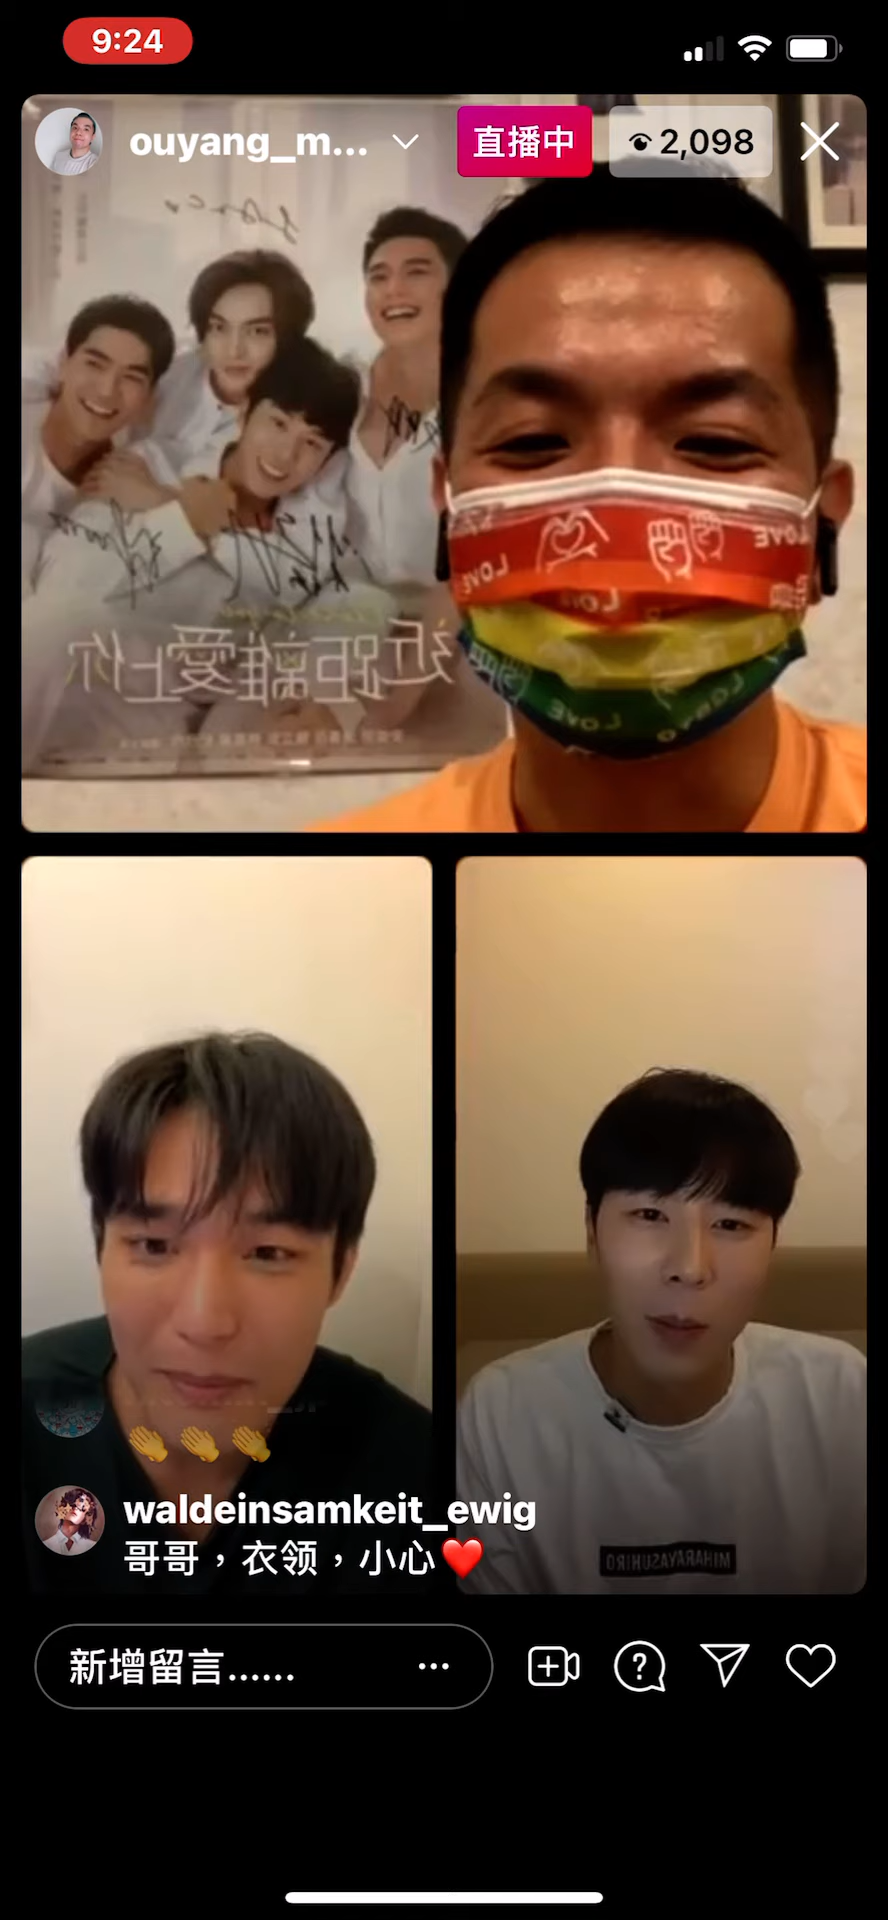 9:24
ouyang_m...
直播中
2,098
LOVE
LOVE
LOVE
近距離愛上你
waldeinsamkeit_ewig
哥哥，衣领，小心❤️
MIHARAYASUHIRO
新增留言......